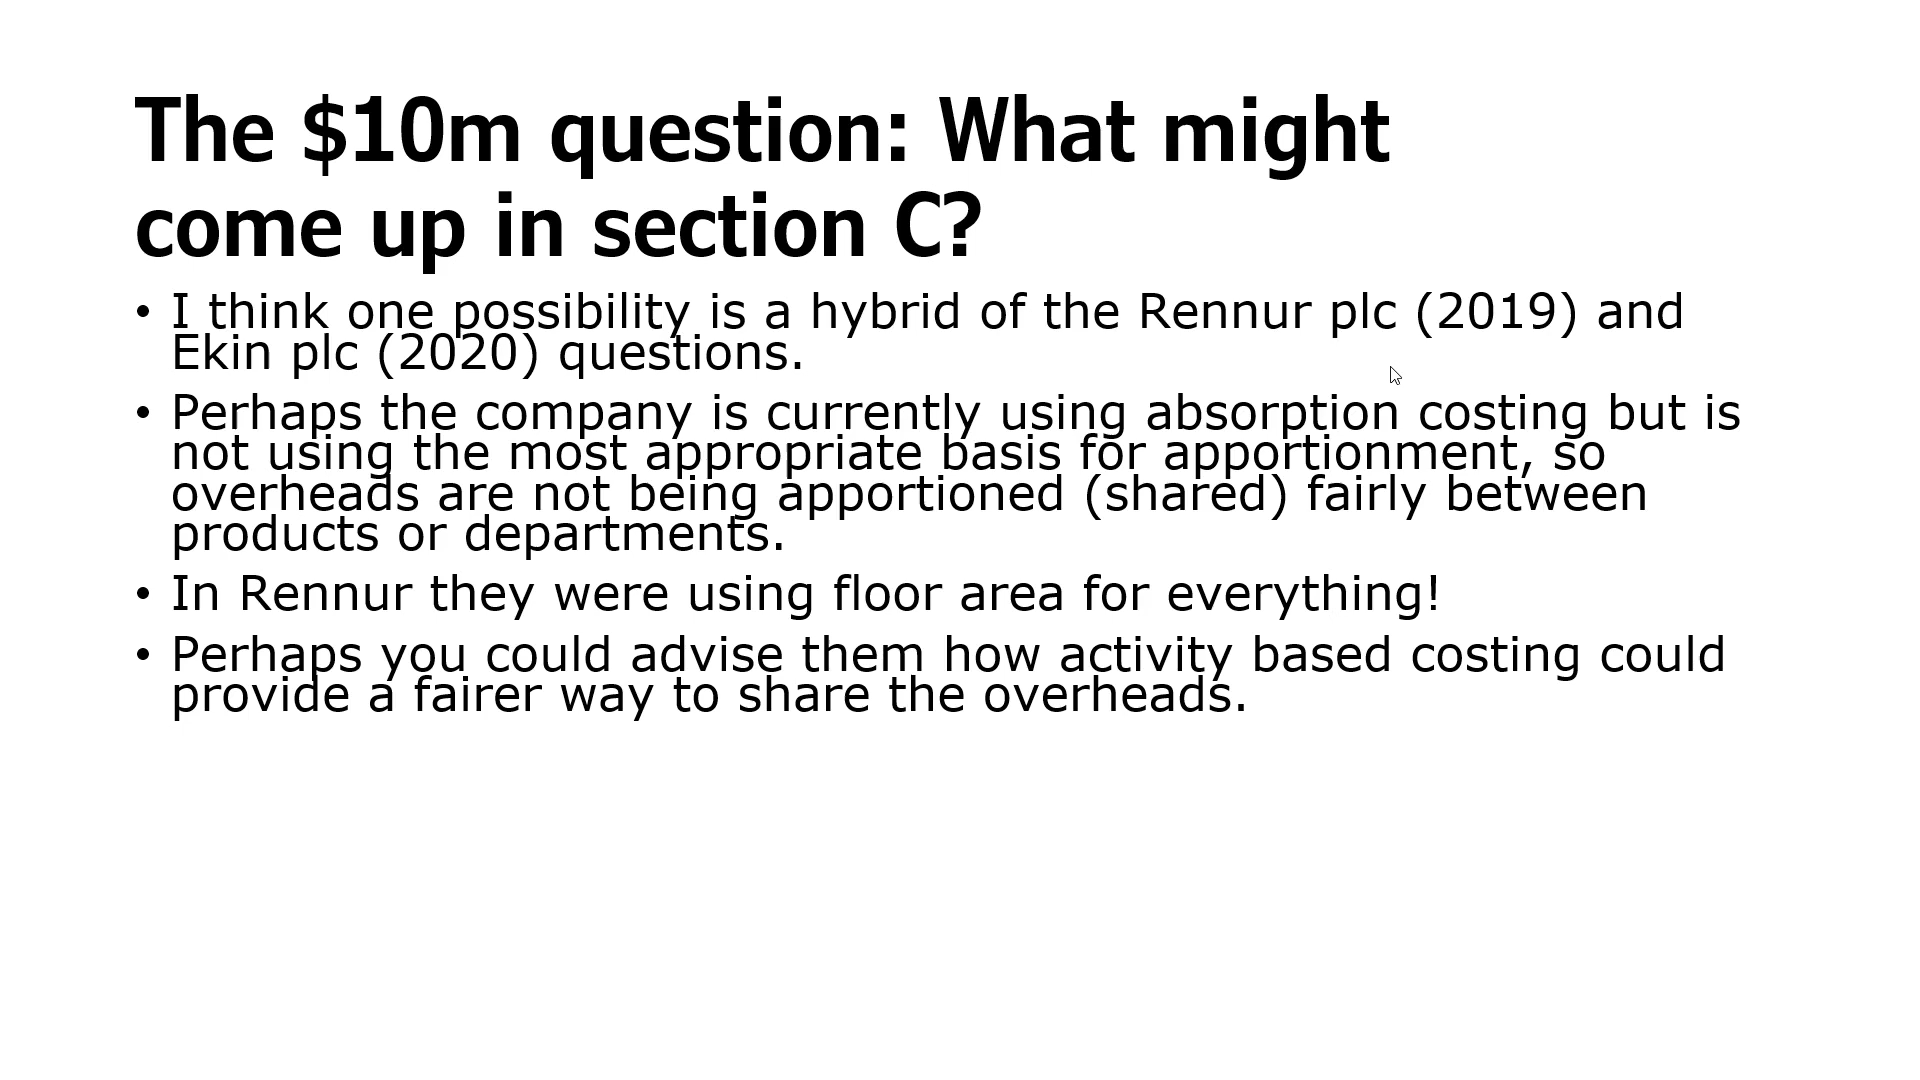 The $10m question: What might
come up in section C?
• I think one possibility is a hybrid of the Rennur plc (2019) and
Ekin plc (2020) questions.
• Perhaps the company is currently using absorption costing but is
not using the most appropriate basis for apportionment, so
overheads are not being apportioned (shared) fairly between
products or departments.
• In Rennur they were using floor area for everything!
• Perhaps you could advise them how activity based costing could
provide a fairer way to share the overheads.